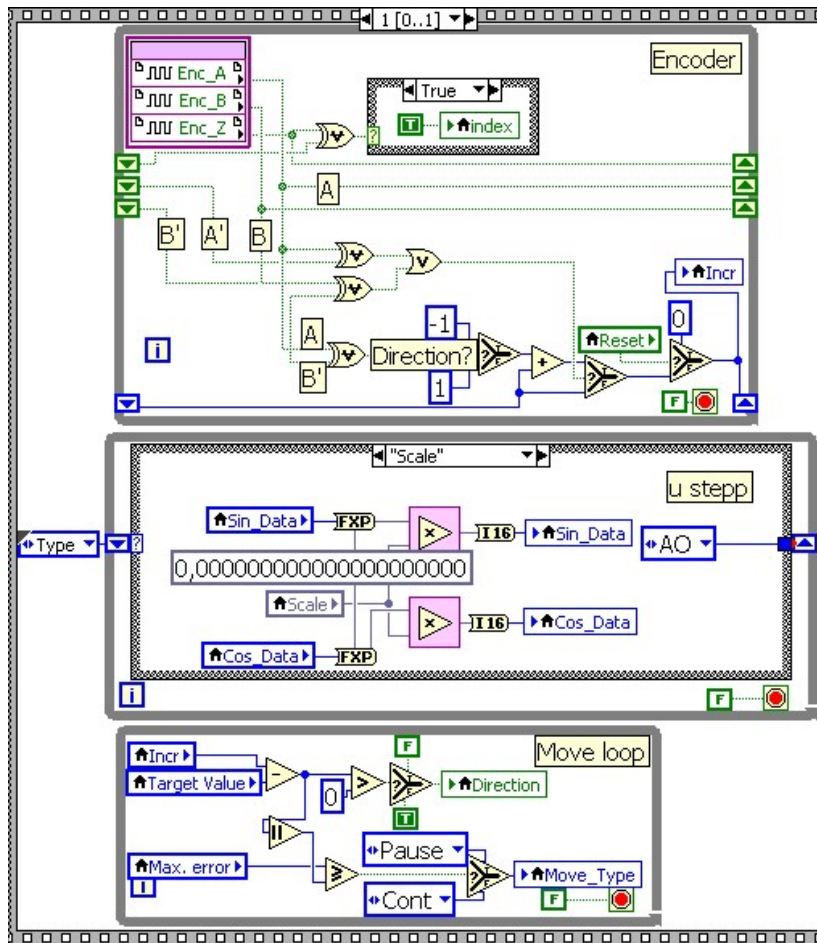 1 [0..1]
Encoder
Enc_A
Enc_B
Enc_Z
True
?
T
index
A
B'
A'
B
Incr
A
-1
Reset
0
i
Direction?
+
B'
1
F
"Scale"
u stepp
Sin_Data
FXP
x
I16
Sin_Data
AO
Type
?
0,000000000000000000000
Scale
x
I16
Cos_Data
Cos_Data
FXP
i
F
Incr
F
Move loop
Target Value
-
0
>
Direction
T
Pause
Max. error
≥
Move_Type
i
Cont
F